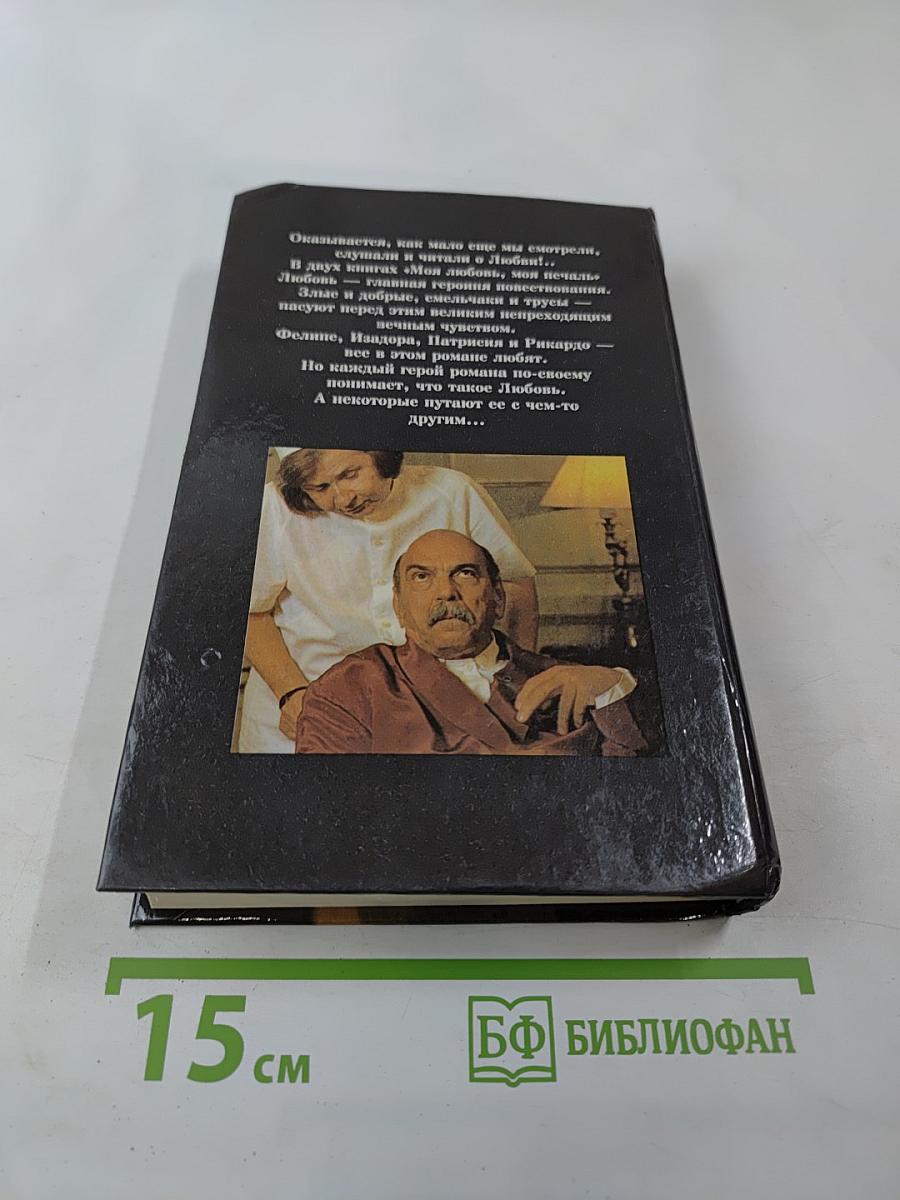 Оказывается, как мало еще мы смотрели,
слушали и читали о Любви!..
В двух книгах «Моя любовь, моя печаль»
Любовь — главная героиня повествования.
Злые и добрые, смельчаки и трусы —
пасуют перед этим великим непреходящим
вечным чувством.
Фелипе, Изадора, Патрисия и Рикардо —
все в этом романе любят.
Но каждый герой романа по-своему
понимает, что такое Любовь.
А некоторые путают ее с чем-то
другим...
15 см
БФ БИБЛИОФАН